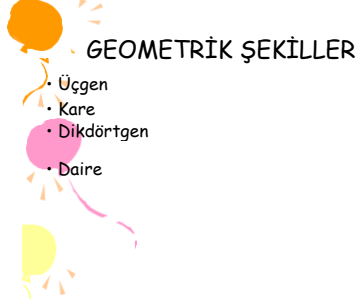 GEOMETRİK ŞEKİLLER
• Üçgen
• Kare
• Dikdörtgen
• Daire